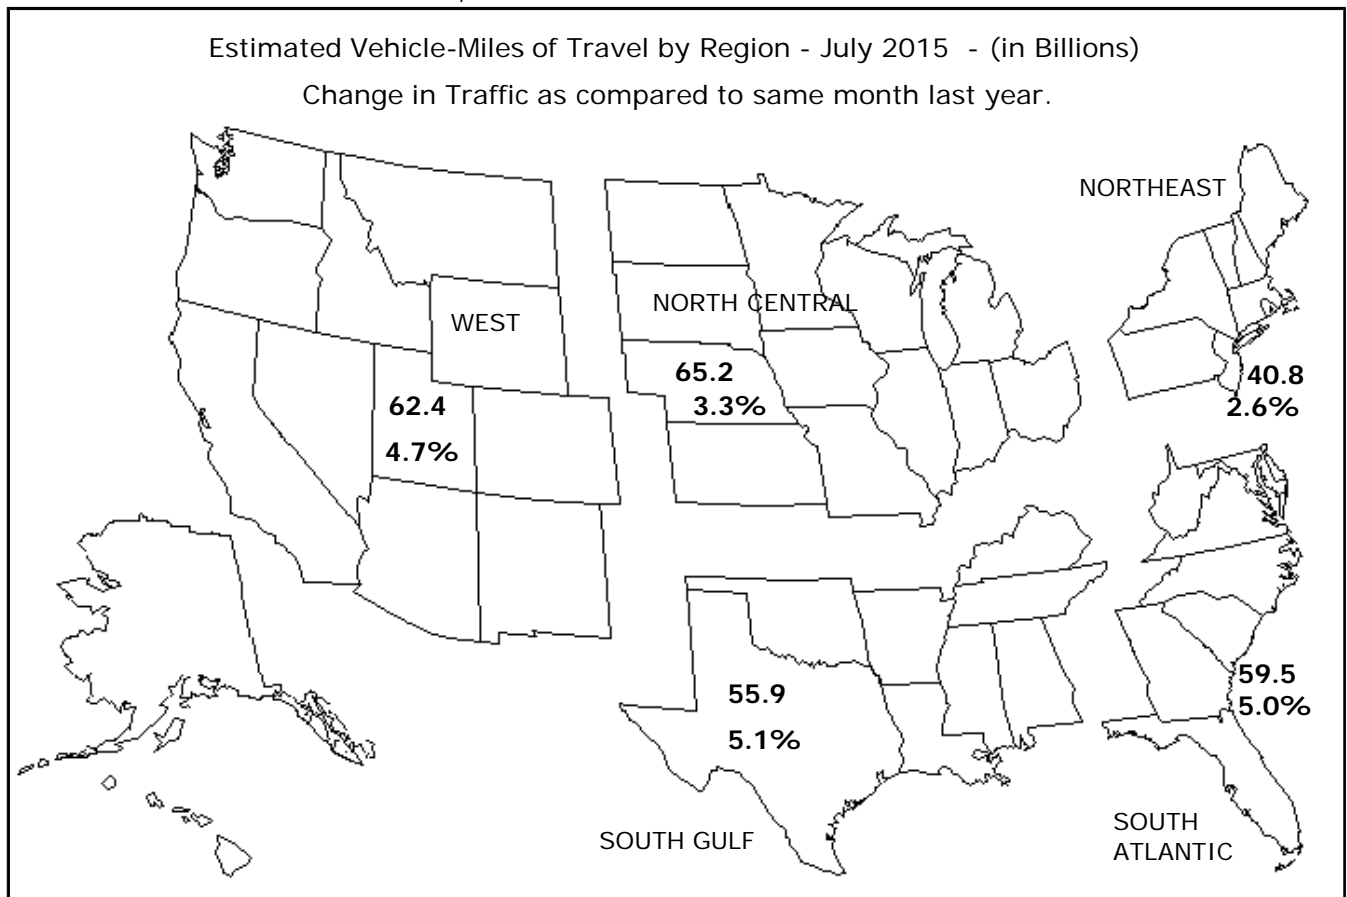 Estimated Vehicle-Miles of Travel by Region - July 2015 - (in Billions)
Change in Traffic as compared to same month last year.
NORTHEAST
NORTH CENTRAL
WEST
65.2
3.3%
40.8
2.6%
62.4
4.7%
59.5
5.0%
55.9
5.1%
SOUTH GULF
SOUTH
ATLANTIC